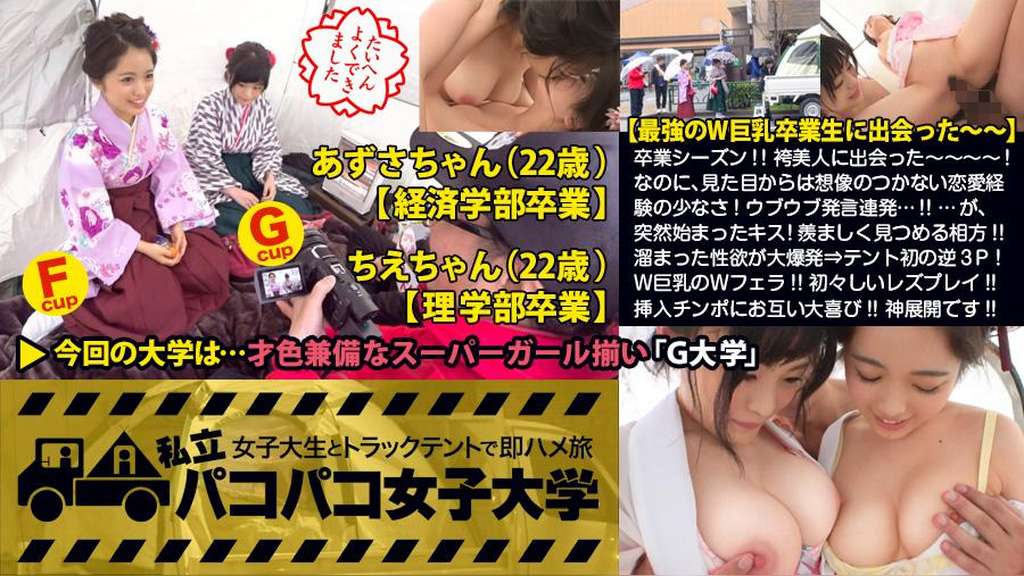 たいへん
よくでき
ました
あずさちゃん（22歳）
【経済学部卒業】
ちえちゃん（22歳）
【理学部卒業】
F
cup
G
cup
【最強のW巨乳卒業生に出会った～～】
卒業シーズン!! 袴美人に出会った～～～～！
なのに、見た目からは想像のつかない恋愛経
験の少なさ！ウブウブ発言連発…!! …が、
突然始まったキス！羨ましく見つめる相方!!
溜まった性欲が大爆発⇒テント初の逆3P！
W巨乳のWフェラ!! 初々しいレズプレイ!!
挿入チンポにお互い大喜び!! 神展開です!!
▶今回の大学は…才色兼備なスーパーガール揃い「G大学」
私立 女子大生とトラックテントで即ハメ旅
パコパコ女子大学